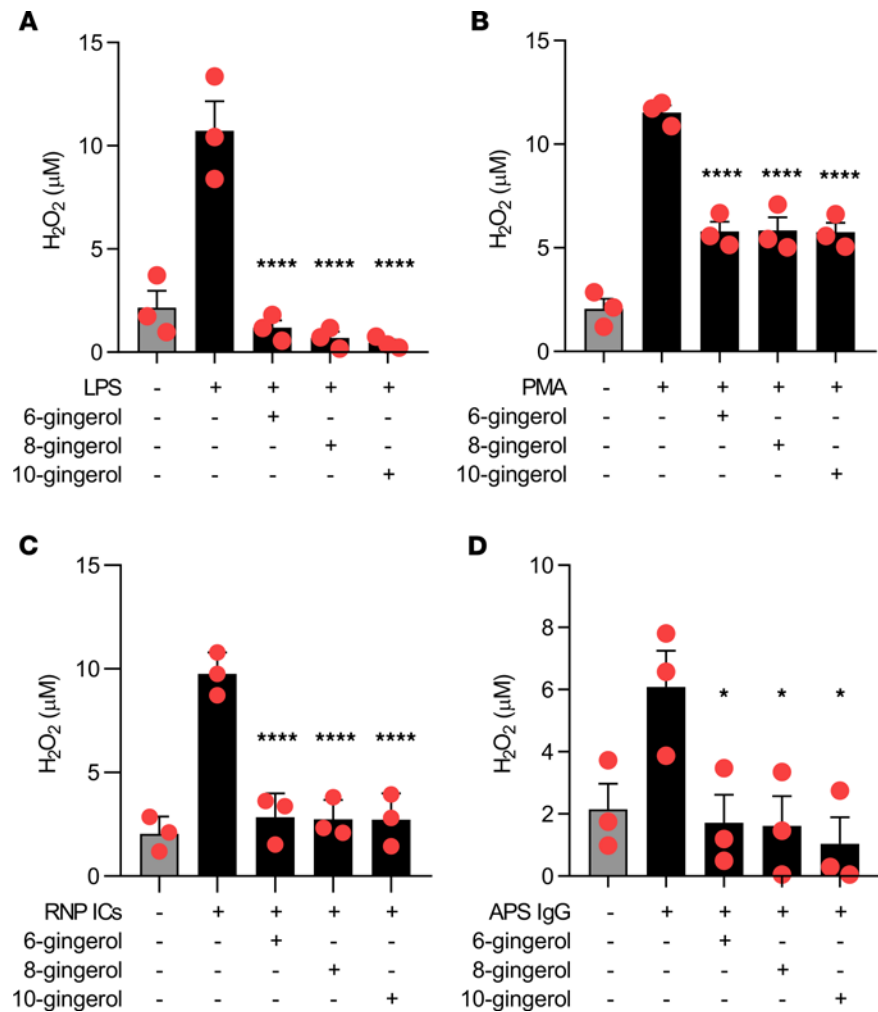 A
H2O2 (μM)
15
10
5
0
**** **** ****
LPS - + + + +
6-gingerol - - + - -
8-gingerol - - - + -
10-gingerol - - - - +
B
H2O2 (μM)
15
10
5
0
**** **** ****
PMA - + + + +
6-gingerol - - + - -
8-gingerol - - - + -
10-gingerol - - - - +
C
H2O2 (μM)
15
10
5
0
**** **** ****
RNP ICs - + + + +
6-gingerol - - + - -
8-gingerol - - - + -
10-gingerol - - - - +
D
H2O2 (μM)
10
8
6
4
2
0
* * *
APS IgG - + + + +
6-gingerol - - + - -
8-gingerol - - - + -
10-gingerol - - - - +